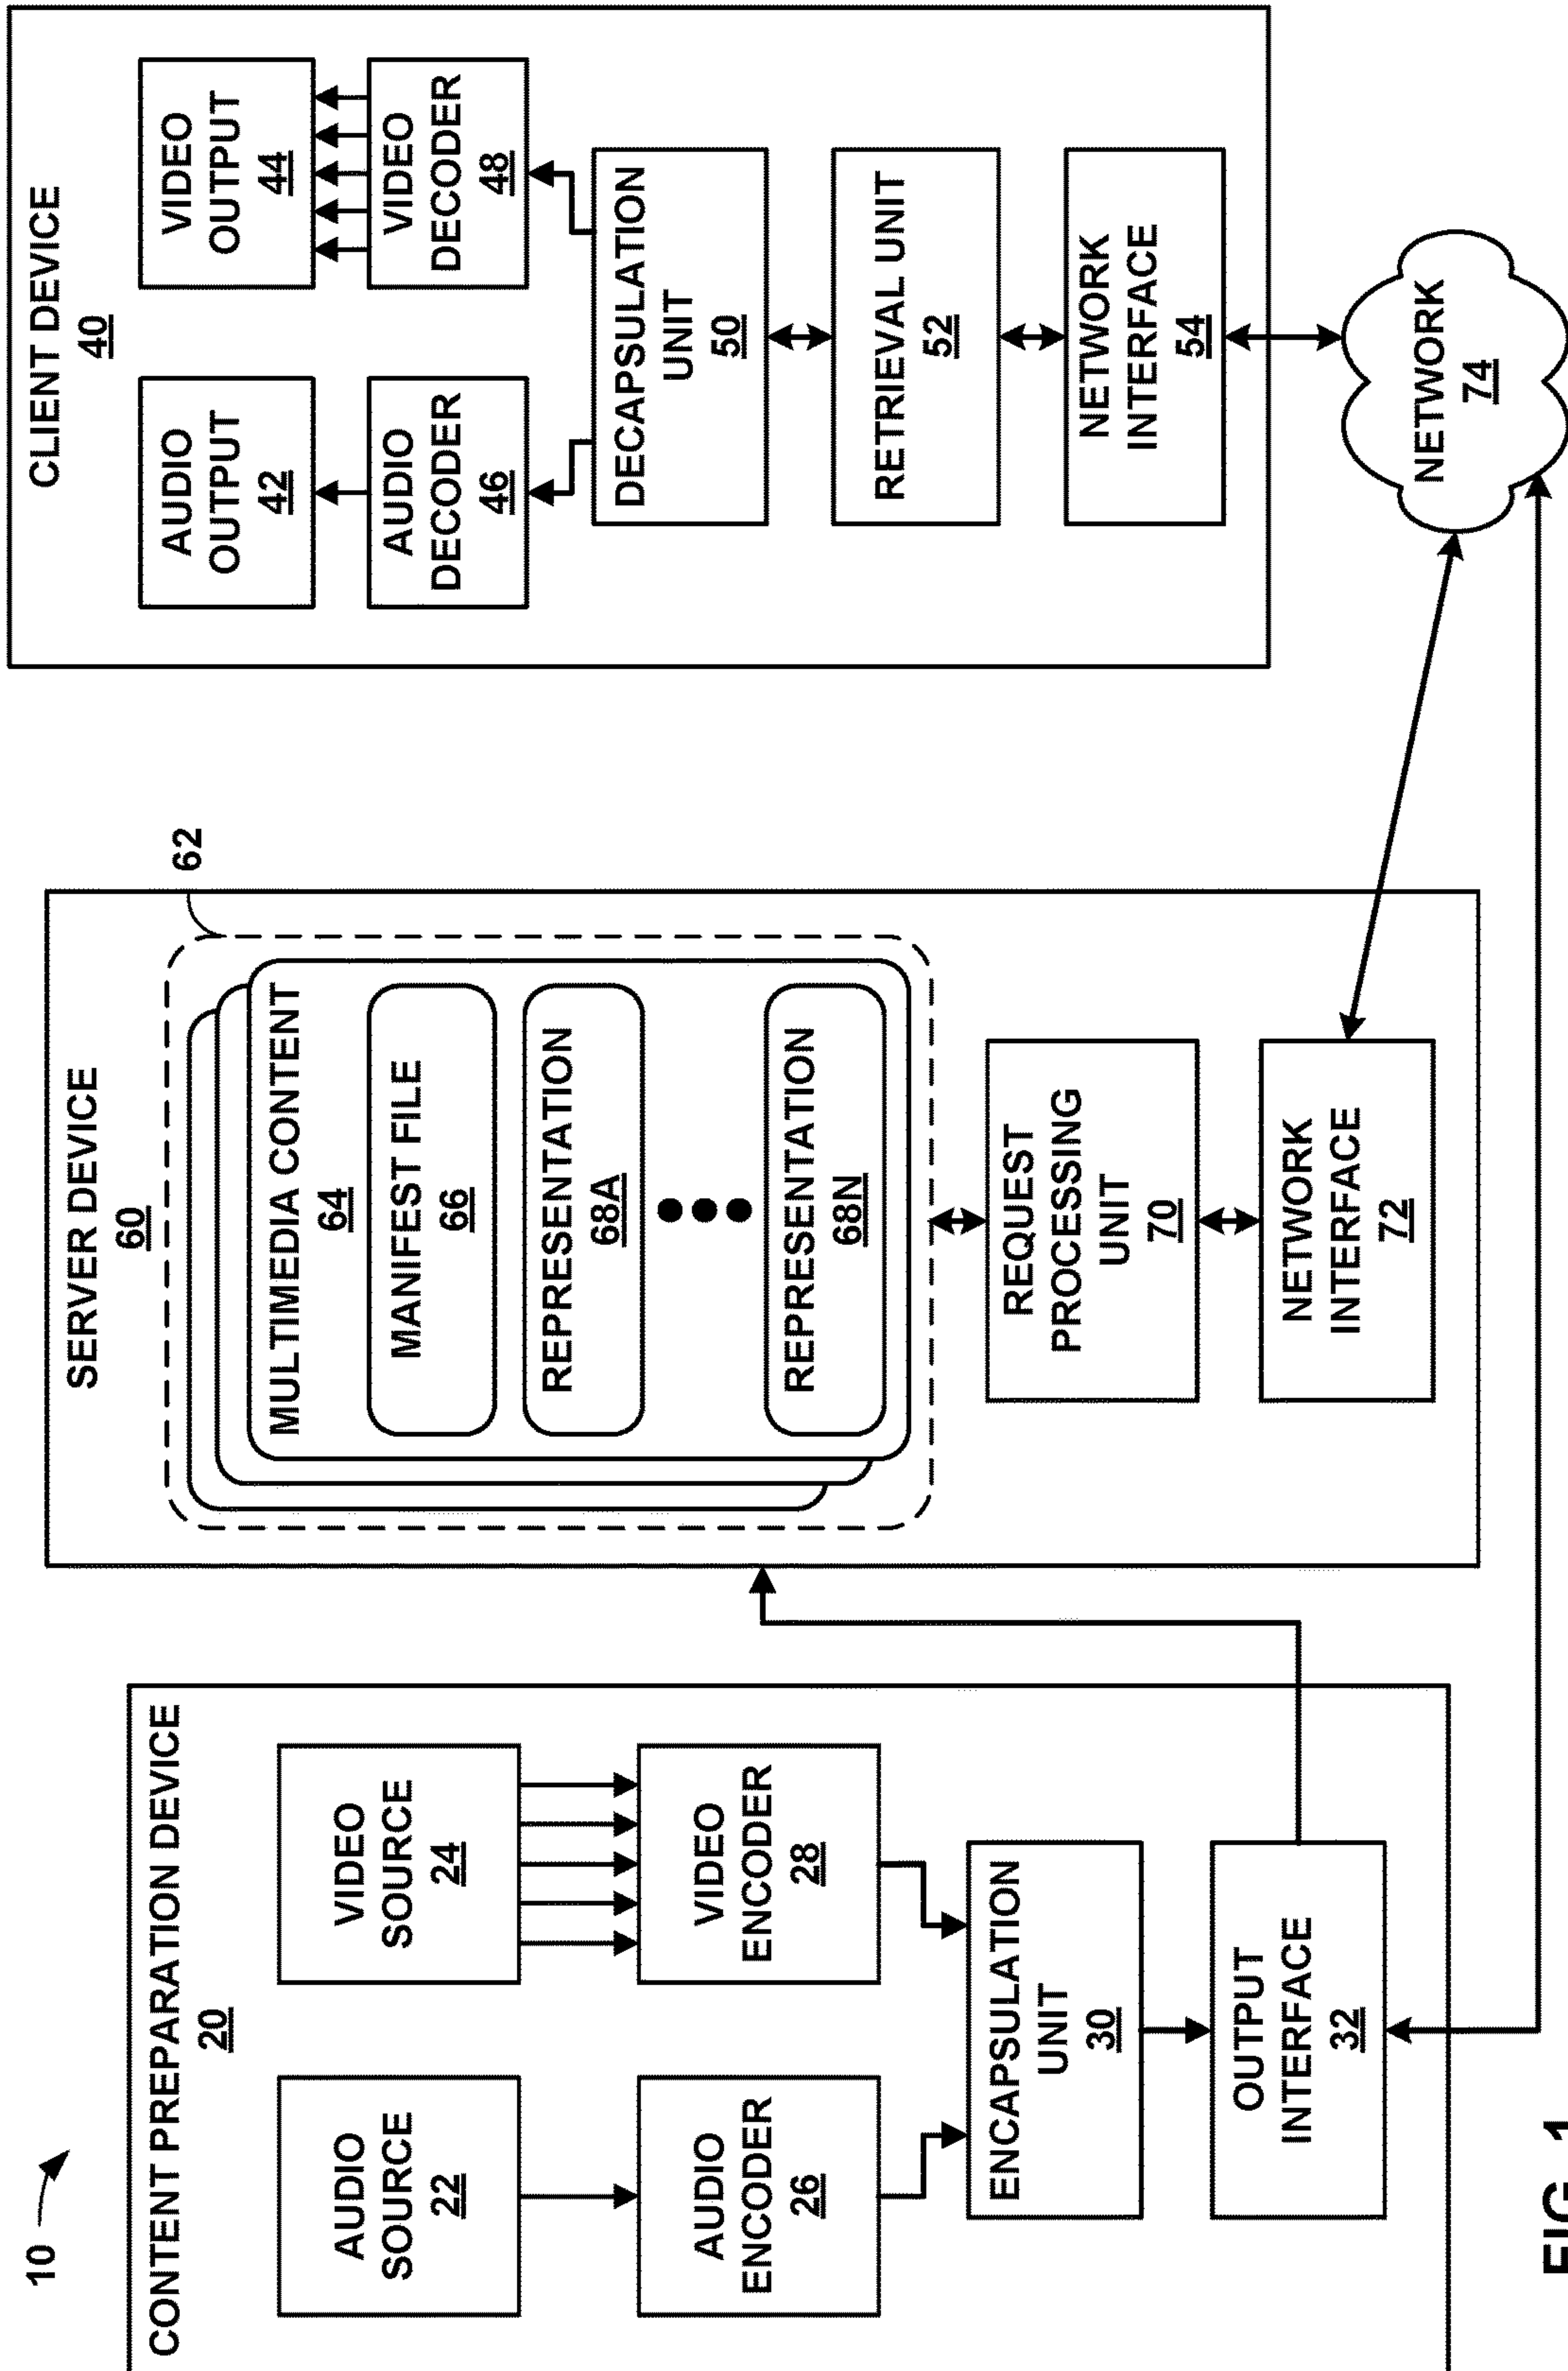 10
CONTENT PREPARATION DEVICE
20
AUDIO
SOURCE
22
VIDEO
SOURCE
24
AUDIO
ENCODER
26
VIDEO
ENCODER
28
ENCAPSULATION
UNIT
30
OUTPUT
INTERFACE
32
SERVER DEVICE
60
62
MULTIMEDIA CONTENT
64
MANIFEST FILE
66
REPRESENTATION
68A
REPRESENTATION
68N
REQUEST
PROCESSING
UNIT
70
NETWORK
INTERFACE
72
CLIENT DEVICE
40
AUDIO
OUTPUT
42
VIDEO
OUTPUT
44
AUDIO
DECODER
46
VIDEO
DECODER
48
DECAPSULATION
UNIT
50
RETRIEVAL UNIT
52
NETWORK
INTERFACE
54
NETWORK
74
FIG. 1